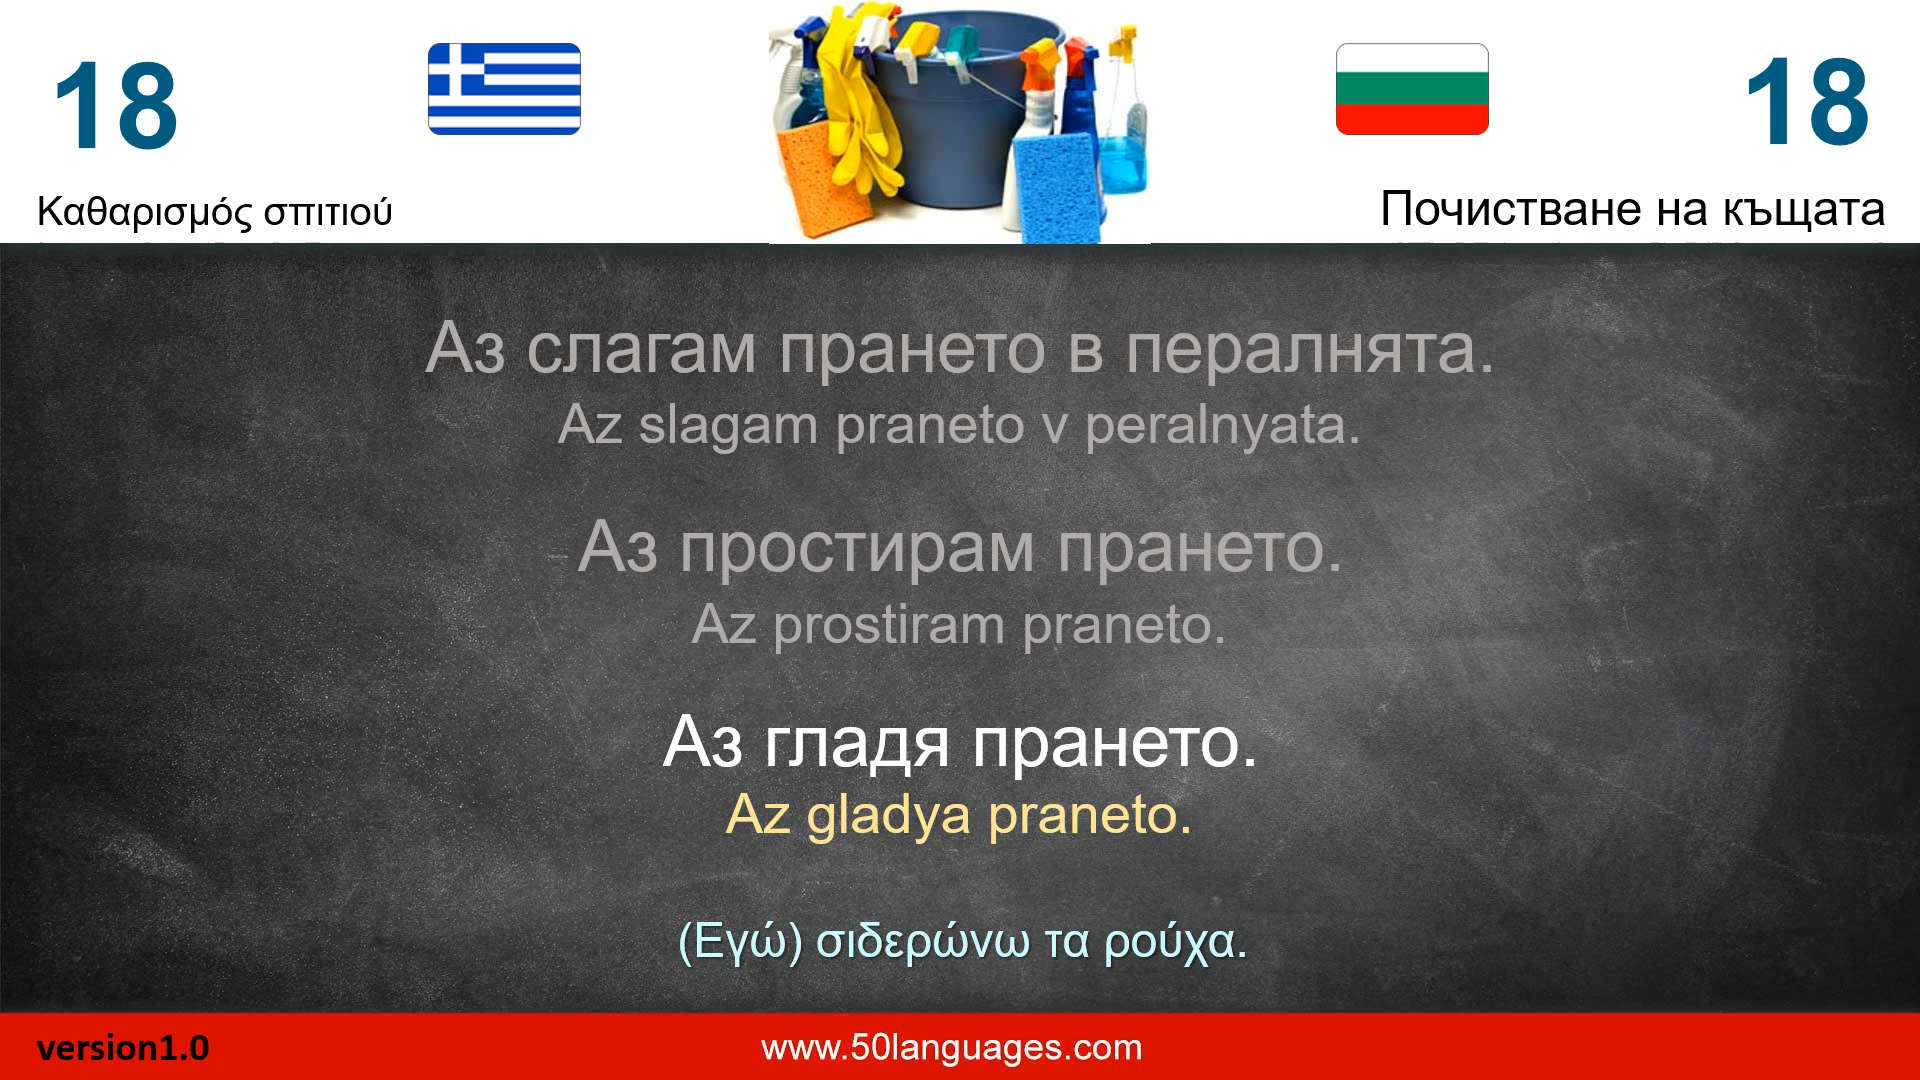 18
18
Καθαρισμός σπιτιού
Почистване на къщата
Аз слагам прането в пералнята.
Az slagam praneto v peralnyata.
Аз простирам прането.
Az prostiram praneto.
Аз гладя прането.
Az gladya praneto.
(Εγώ) σιδερώνω τα ρούχα.
version1.0
www.50languages.com